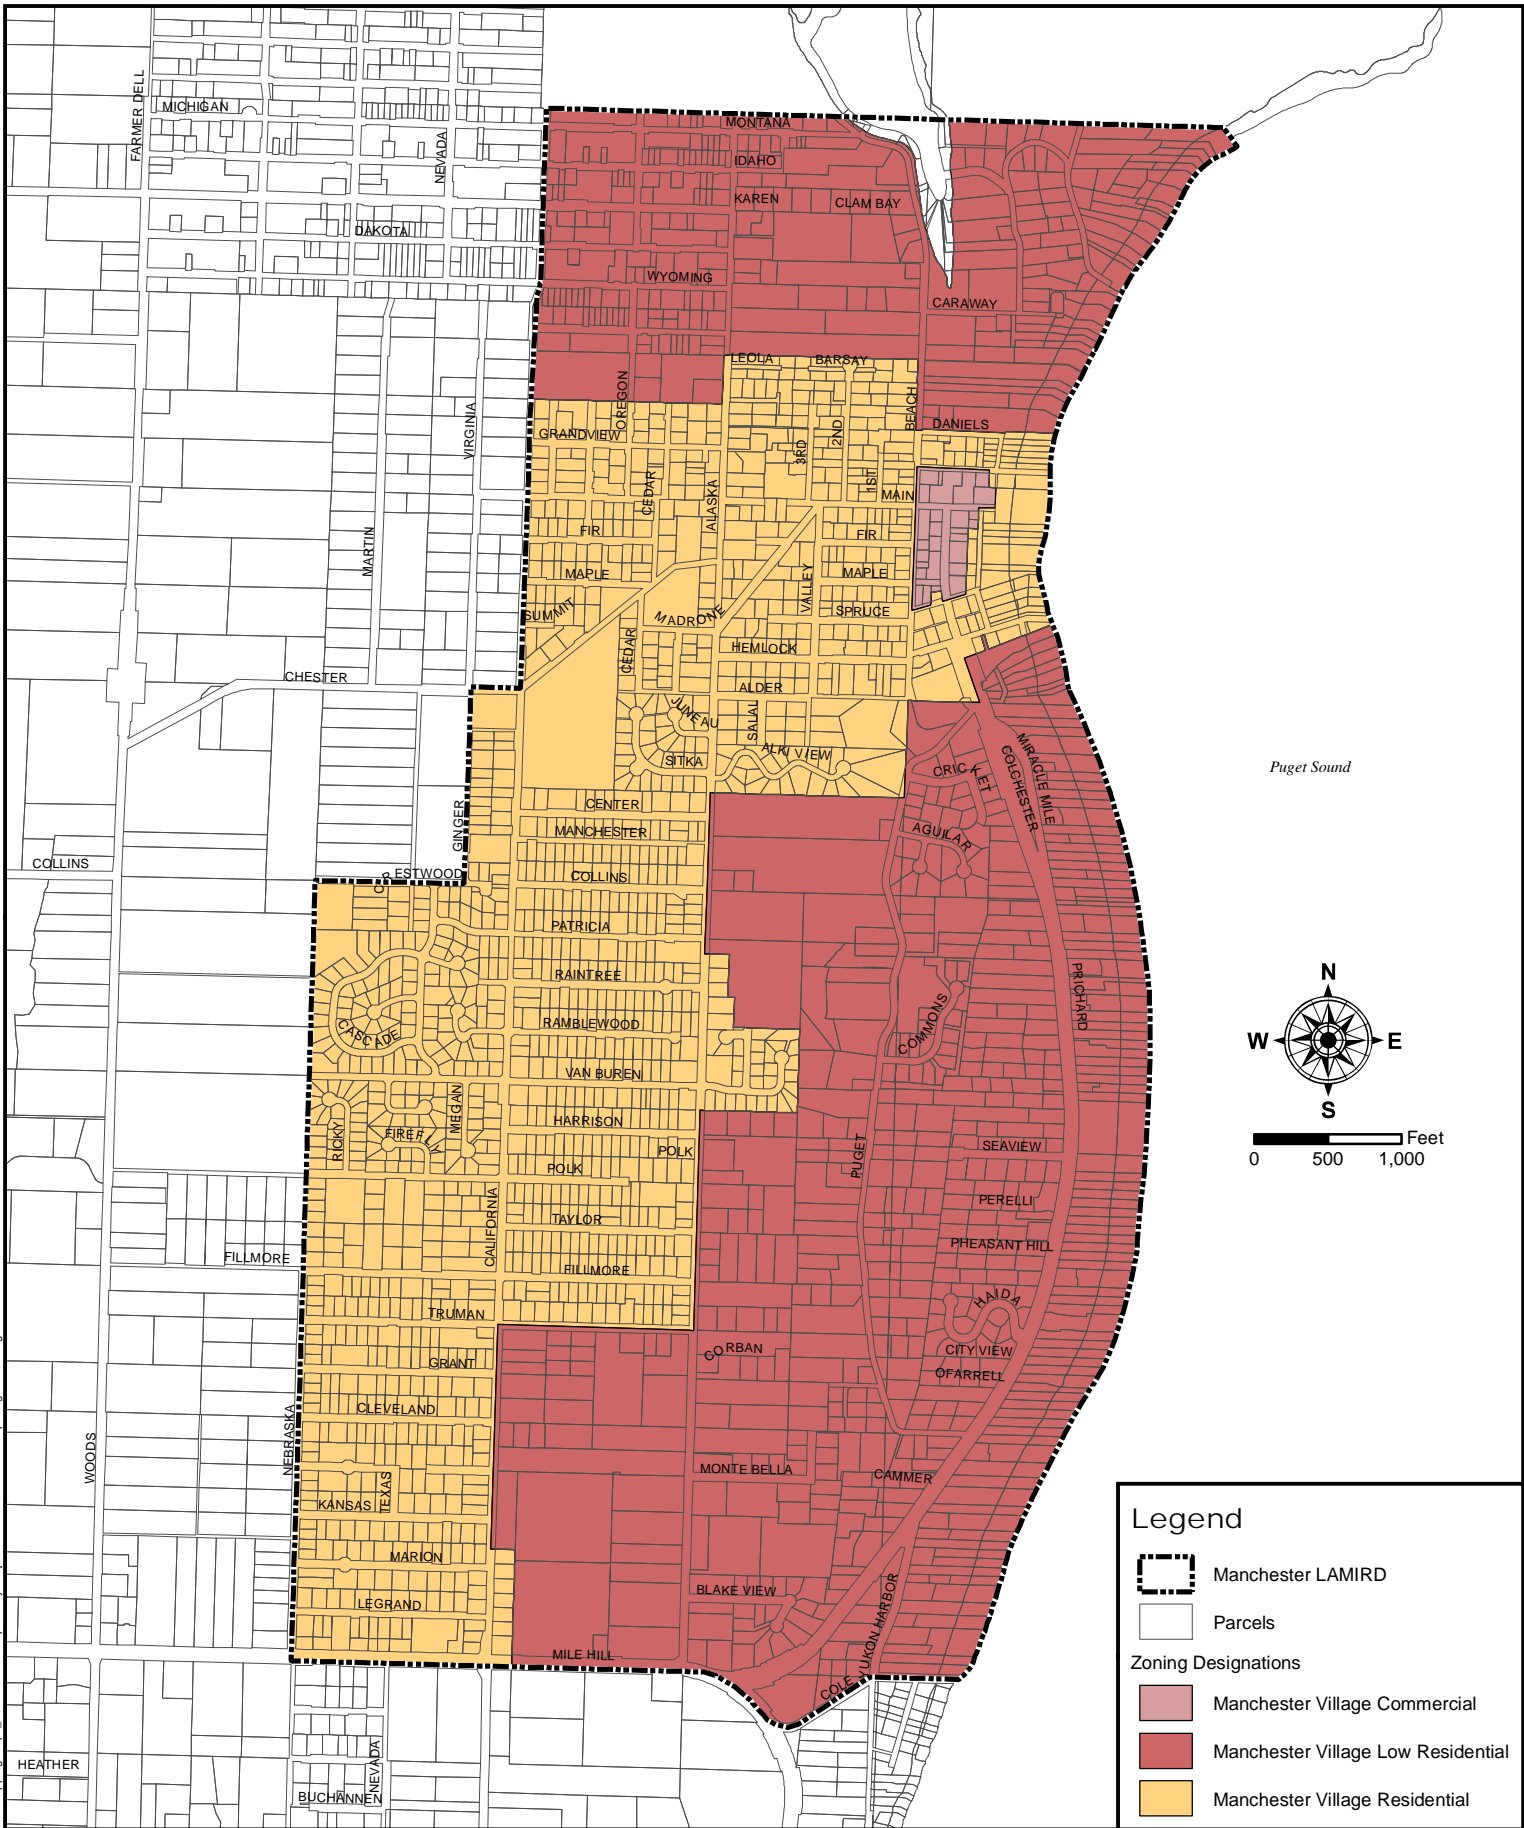 MICHIGAN
FARMER DELL
NEVADA
DAKOTA
MONTANA
IDAHO
KAREN
CLAM BAY
WYOMING
CARAWAY
LEOLA
BARSAY
OREGON
BEACH
DANIELS
VIRGINIA
GRANDVIEW
2ND
3RD
1ST
MAIN
CEDAR
ALASKA
FIR
FIR
MARTIN
MAPLE
MAPLE
VALLEY
SUMMIT
MADRONE
SPRUCE
CEDAR
HEMLOCK
CHESTER
ALDER
JUNEAU
SALAL
SITKA
ALKI VIEW
MIRACLE MILE
COLCHESTER
CRICKET
Puget Sound
CENTER
GINGER
MANCHESTER
AGUILAR
COLLINS
CRESTWOOD
COLLINS
PATRICIA
RAINTREE
PRICHARD
CASCADE
RAMBLEWOOD
COMMONS
VAN BUREN
MEGAN
HARRISON
RICKY
FIREFLY
POLK
POLK
PUGET
SEAVIEW
PERELLI
CALIFORNIA
TAYLOR
PHEASANT HILL
FILLMORE
FILLMORE
HAIDA
TRUMAN
CORBAN
CITY VIEW
GRANT
OFARRELL
CLEVELAND
NEBRASKA
WOODS
MONTE BELLA
CAMMER
KANSAS
TEXAS
MARION
BLAKE VIEW
LEGRAND
YUKON HARBOR
MILE HILL
COLE
HEATHER
NEVADA
BUCHANNEN
N
W E
S
Feet
0 500 1,000
Legend
Manchester LAMIRD
Parcels
Zoning Designations
Manchester Village Commercial
Manchester Village Low Residential
Manchester Village Residential